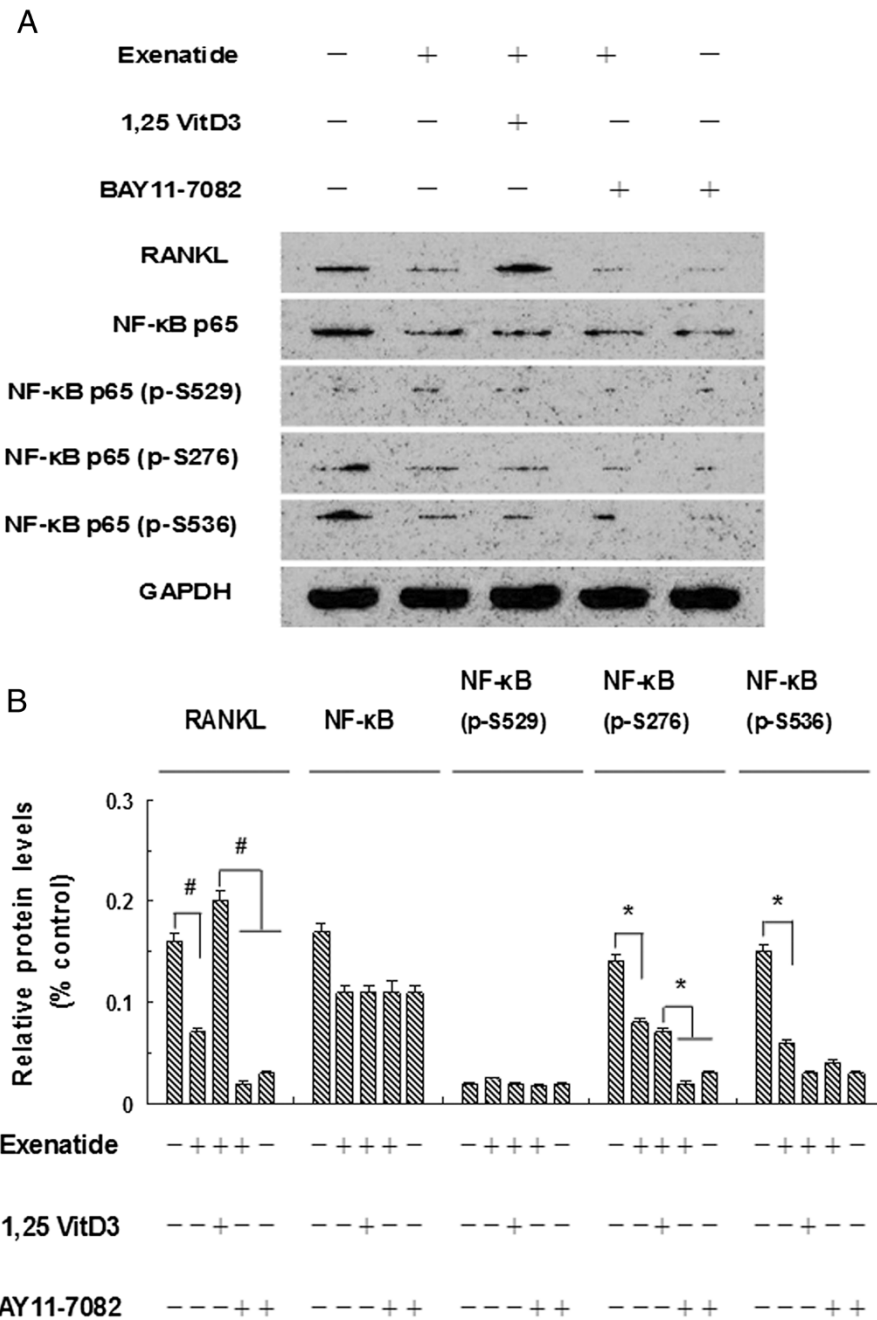 A
Exenatide − + + + −
1,25 VitD3 − − + − −
BAY11-7082 − − − + +
RANKL
NF-κB p65
NF-κB p65 (p-S529)
NF-κB p65 (p-S276)
NF-κB p65 (p-S536)
GAPDH
B
RANKL NF-κB NF-κB (p-S529) NF-κB (p-S276) NF-κB (p-S536)
Relative protein levels
(% control)
0.3
0.2
0.1
0
# # * * *
Exenatide − + + + − − + + + − − + + + − − + + + − − + + + −
1,25 VitD3 − − + − − − − + − − − − + − − − − + − − − − + − −
AY11-7082 − − − + + − − − + + − − − + + − − − + + − − − + +